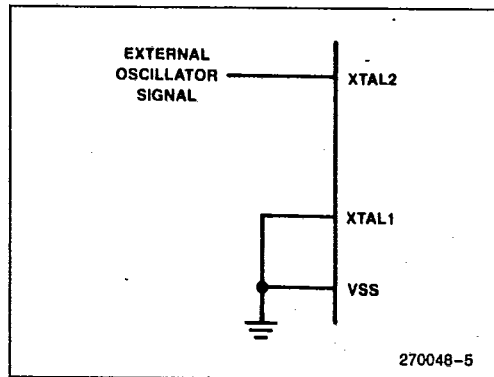 EXTERNAL
OSCILLATOR
SIGNAL
XTAL2
XTAL1
VSS
270048-5